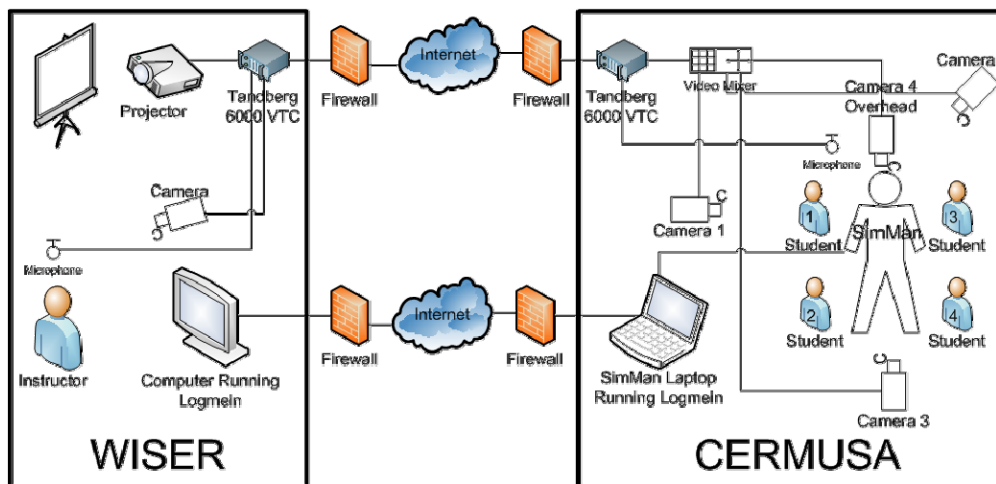 Projector
Tandberg
6000 VTC
Firewall
Internet
Firewall
Tandberg
6000 VTC
Video Mixer
Camera 4
Overhead
Camera
Microphone
Camera
Microphone
Camera 1
1
Student
SimMan
3
Student
2
Student
4
Student
Instructor
Computer Running
Logmein
Firewall
Internet
Firewall
SimMan Laptop
Running Logmein
Camera 3
WISER
CERMUSA